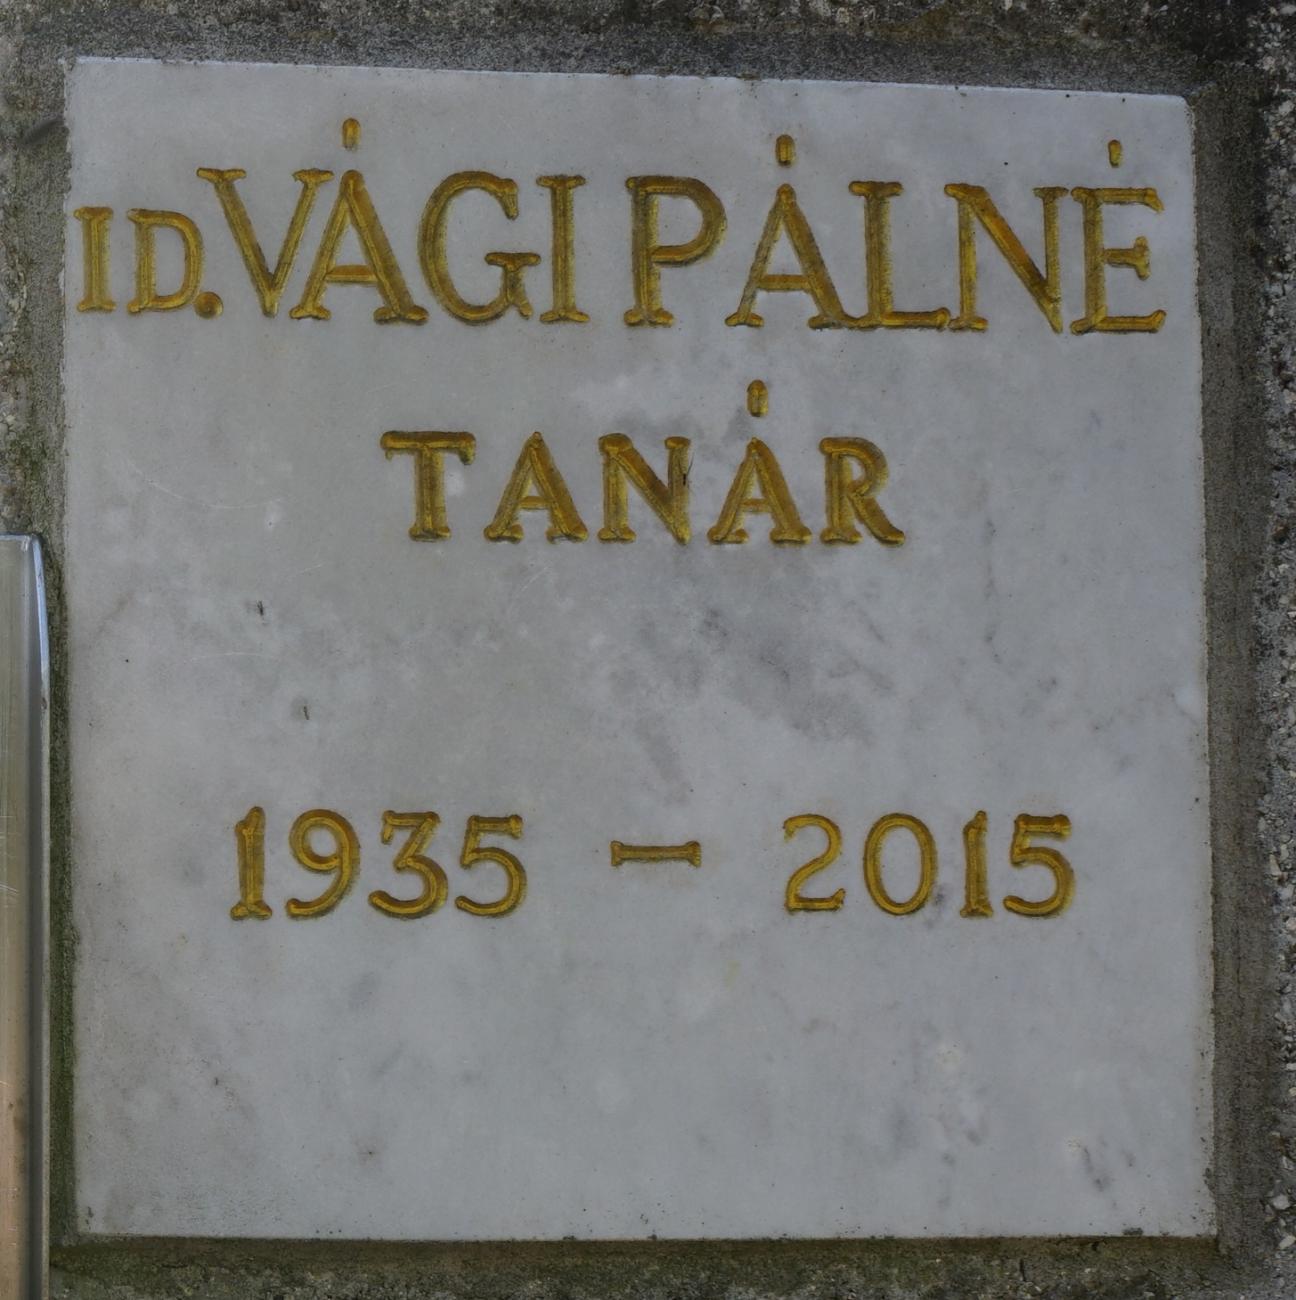 ID. VÁGI PÁLNÉ
TANÁR
1935 – 2015